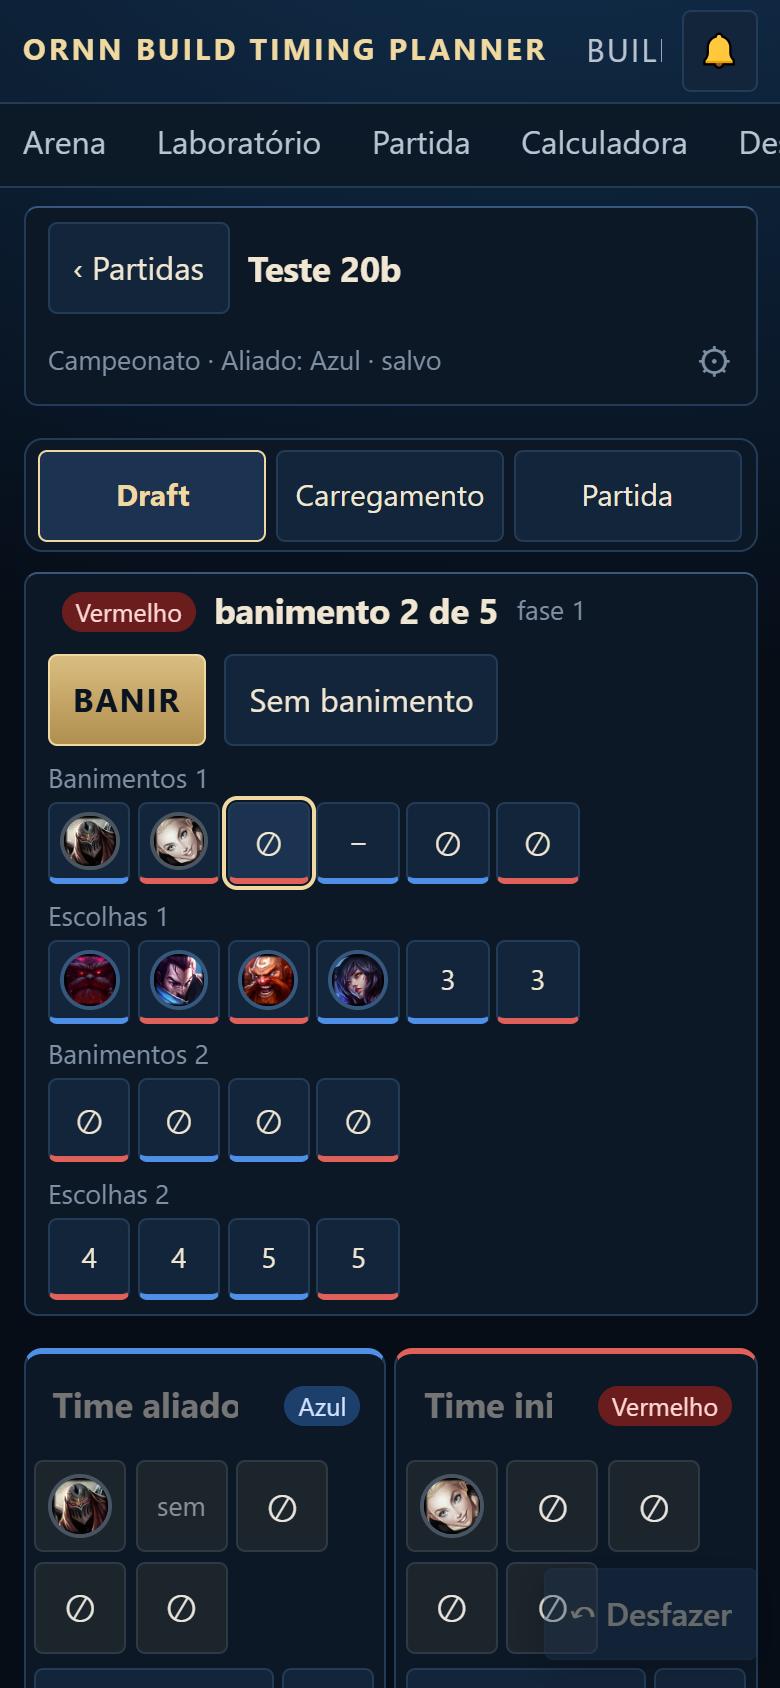 ORNN BUILD TIMING PLANNER BUIL
Arena Laboratório Partida Calculadora Des
‹ Partidas Teste 20b
Campeonato · Aliado: Azul · salvo
Draft Carregamento Partida
Vermelho banimento 2 de 5 fase 1
BANIR Sem banimento
Banimentos 1
∅ – ∅ ∅
Escolhas 1
3 3
Banimentos 2
∅ ∅ ∅ ∅
Escolhas 2
4 4 5 5
Time aliado Azul Time ini Vermelho
sem ∅ ∅ ∅
∅ ∅ ∅ ∅ ↶ Desfazer